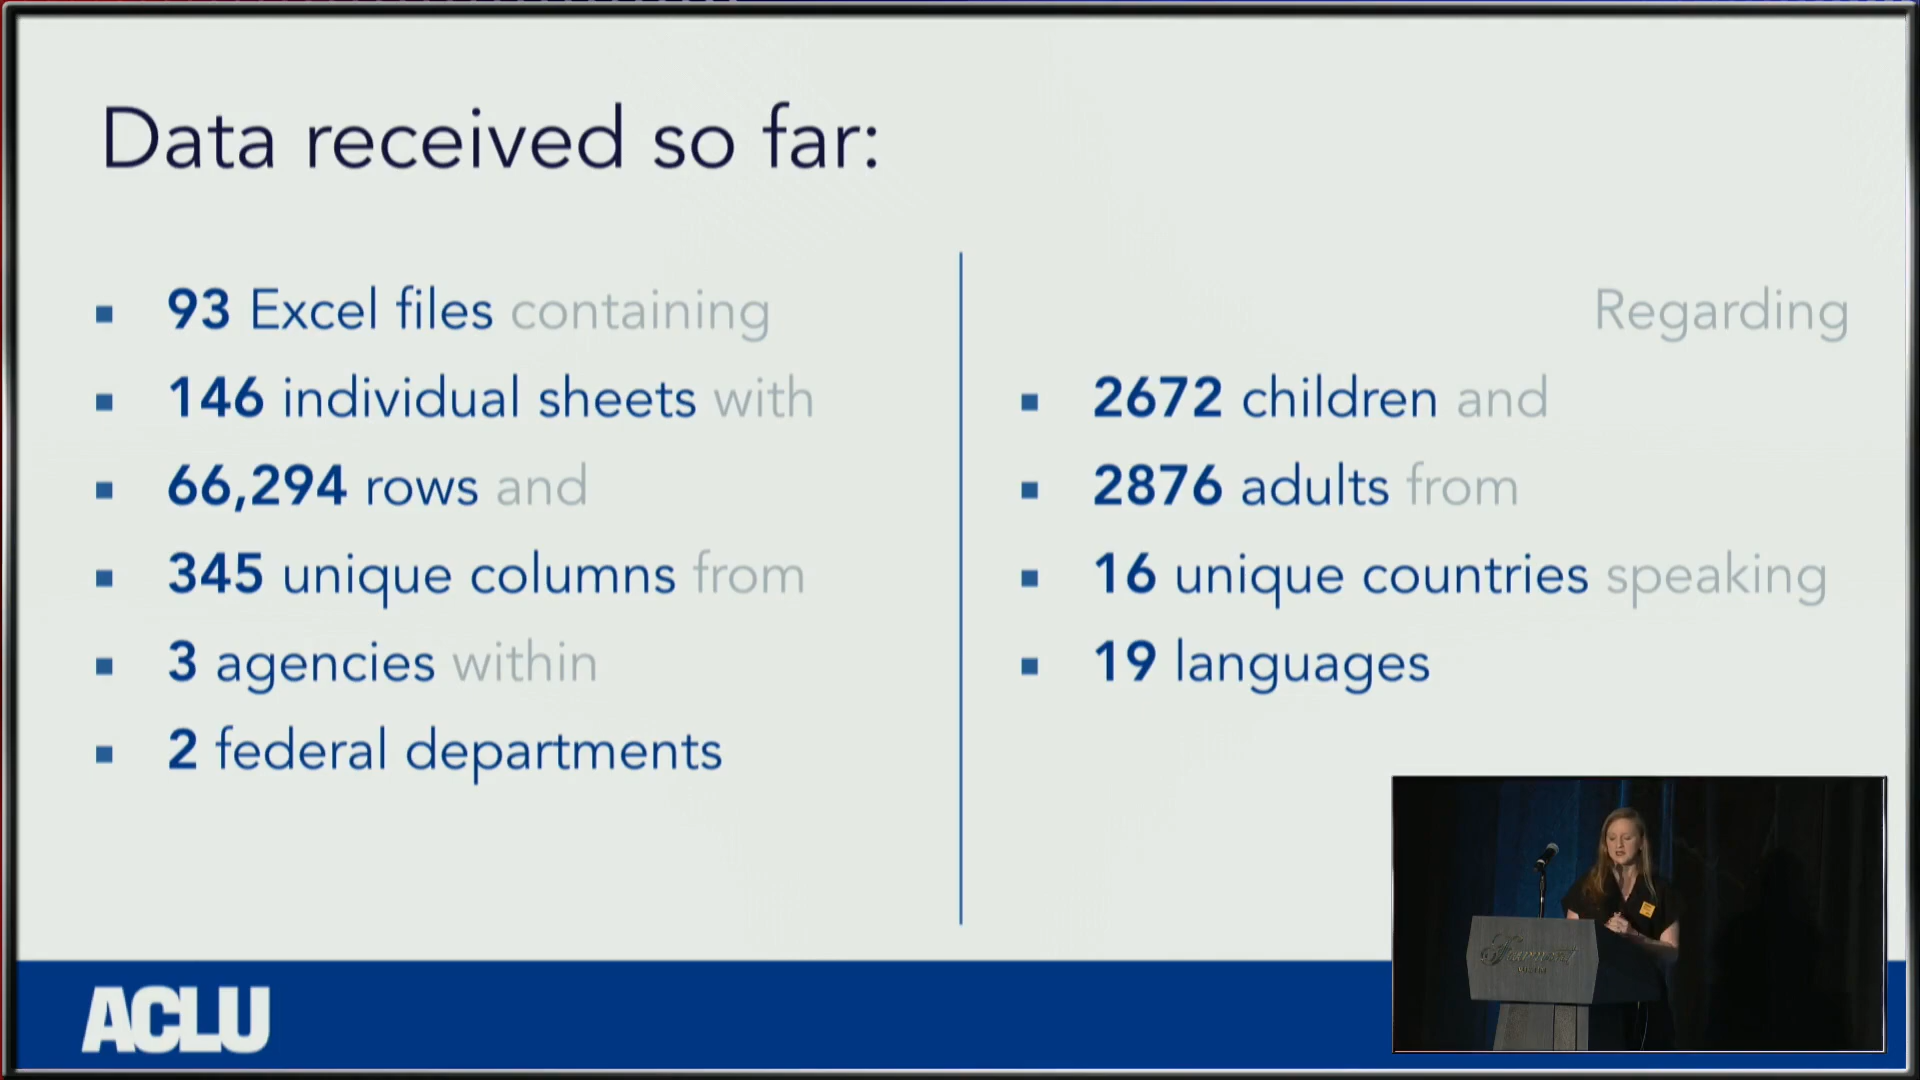 Data received so far:
93 Excel files containing
146 individual sheets with
66,294 rows and
345 unique columns from
3 agencies within
2 federal departments
Regarding
2672 children and
2876 adults from
16 unique countries speaking
19 languages
ACLU
Fairmont
AUSTIN